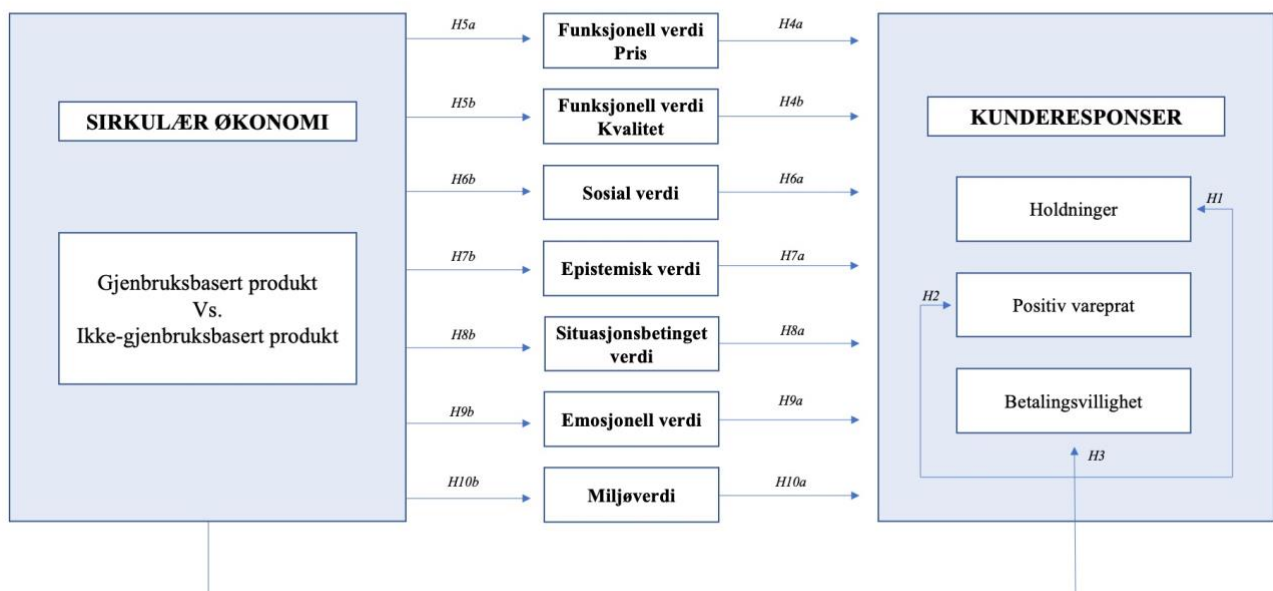 H5a
Funksjonell verdi
Pris
H4a
SIRKULÆR ØKONOMI
H5b
Funksjonell verdi
Kvalitet
H4b
KUNDERESPONSER
H6b
Sosial verdi
H6a
Holdninger
H1
Gjenbruksbasert produkt
Vs.
Ikke-gjenbruksbasert produkt
H7b
Epistemisk verdi
H7a
H2
Positiv vareprat
H8b
Situasjonsbetinget
verdi
H8a
Betalingsvillighet
H9b
Emosjonell verdi
H9a
H3
H10b
Miljøverdi
H10a